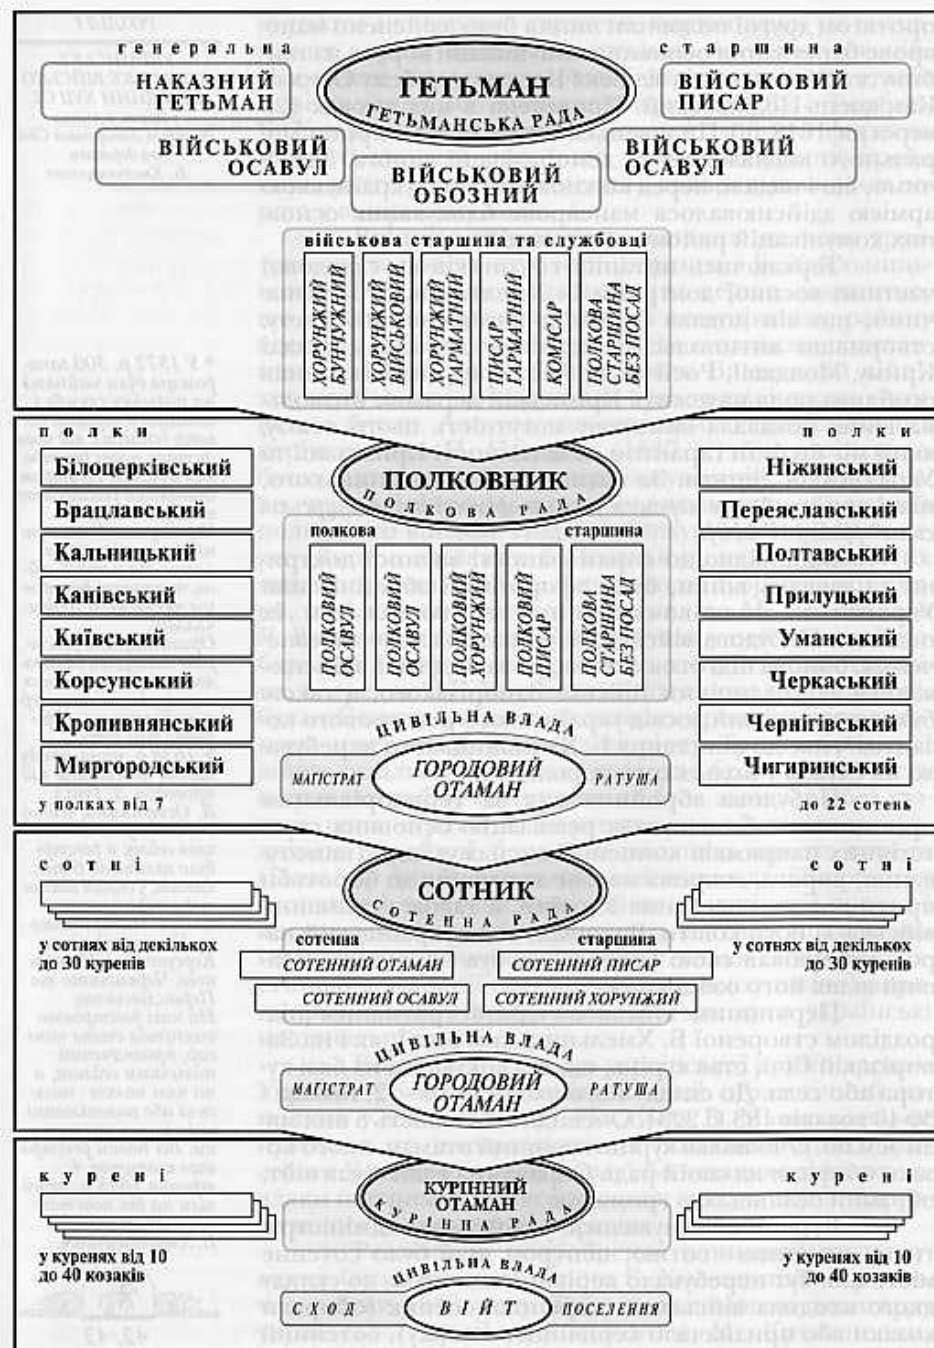 генеральна старшина
НАКАЗНИЙ
ГЕТЬМАН
ГЕТЬМАН
ГЕТЬМАНСЬКА РАДА
ВІЙСЬКОВИЙ
ПИСАР
ВІЙСЬКОВИЙ
ОСАВУЛ
ВІЙСЬКОВИЙ
ОБОЗНИЙ
ВІЙСЬКОВИЙ
ОСАВУЛ
військова старшина та службовці
ХОРУНЖИЙ
БУНЧУЖНИЙ
ХОРУНЖИЙ
ВІЙСЬКОВИЙ
ХОРУНЖИЙ
ГАРМАТНИЙ
ПИСАР
ГАРМАТНИЙ
КОМІСАР
ПОЛКОВА
СТАРШИНА
БЕЗ ПОСАД
полки
Білоцерківський
Брацлавський
Кальницький
Канівський
Київський
Корсунський
Кропивнянський
Миргородський
у полках від 7
ПОЛКОВНИК
ПОЛКОВА РАДА
полкова старшина
ПОЛКОВИЙ
ОСАВУЛ
ПОЛКОВИЙ
ОСАВУЛ
ПОЛКОВИЙ
ХОРУНЖИЙ
ПОЛКОВИЙ
ПИСАР
ПОЛКОВА
СТАРШИНА
БЕЗ ПОСАД
ЦИВІЛЬНА ВЛАДА
МАГІСТРАТ
ГОРОДОВИЙ
ОТАМАН
РАТУША
полки
Ніжинський
Переяславський
Полтавський
Прилуцький
Уманський
Черкаський
Чернігівський
Чигиринський
до 22 сотень
сотні
у сотнях від декількох
до 30 куренів
СОТНИК
СОТЕННА РАДА
сотенна старшина
СОТЕННИЙ ОТАМАН
СОТЕННИЙ ПИСАР
СОТЕННИЙ ОСАВУЛ
СОТЕННИЙ ХОРУНЖИЙ
ЦИВІЛЬНА ВЛАДА
МАГІСТРАТ
ГОРОДОВИЙ
ОТАМАН
РАТУША
сотні
у сотнях від декількох
до 30 куренів
курені
у куренях від 10
до 40 козаків
КУРІННИЙ
ОТАМАН
КУРІННА РАДА
ЦИВІЛЬНА ВЛАДА
СХОД
ВІЙТ
ПОСЕЛЕННЯ
курені
у куренях від 10
до 40 козаків